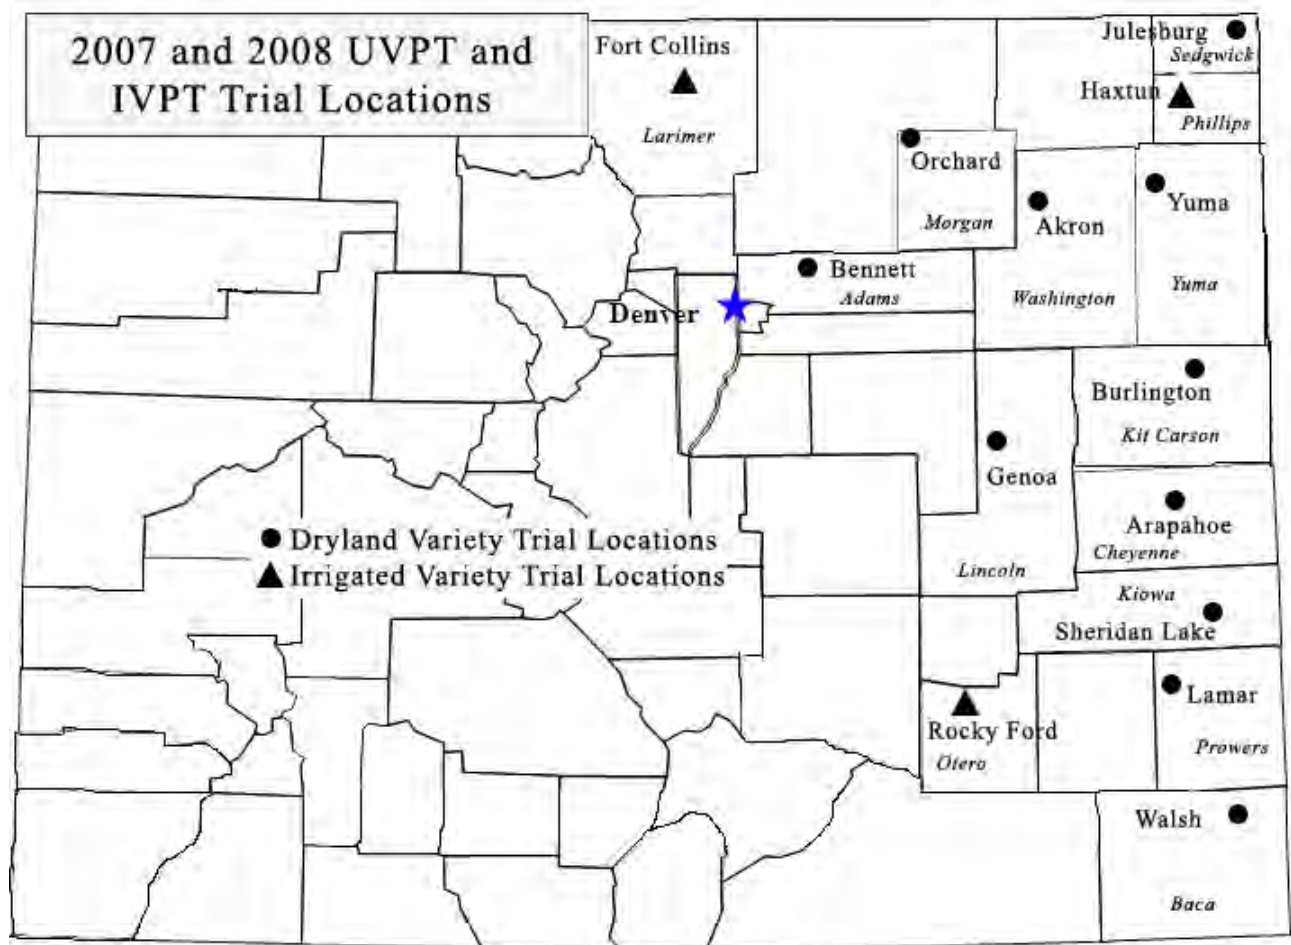 2007 and 2008 UVPT and
IVPT Trial Locations
Fort Collins
Larimer
Julesburg
Sedgwick
Haxtun
Phillips
Orchard
Morgan
Akron
Washington
Yuma
Yuma
Bennett
Adams
Denver
Burlington
Kit Carson
Genoa
Lincoln
Arapahoe
Cheyenne
Dryland Variety Trial Locations
Irrigated Variety Trial Locations
Kiowa
Sheridan Lake
Lamar
Prowers
Rocky Ford
Otero
Walsh
Baca